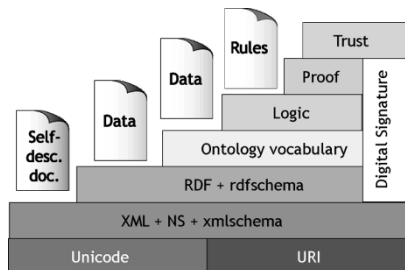 Rules
Trust
Data
Proof
Data
Logic
Self-
desc.
doc.
Ontology vocabulary
Digital Signature
RDF + rdfschema
XML + NS + xmlschema
Unicode
URI